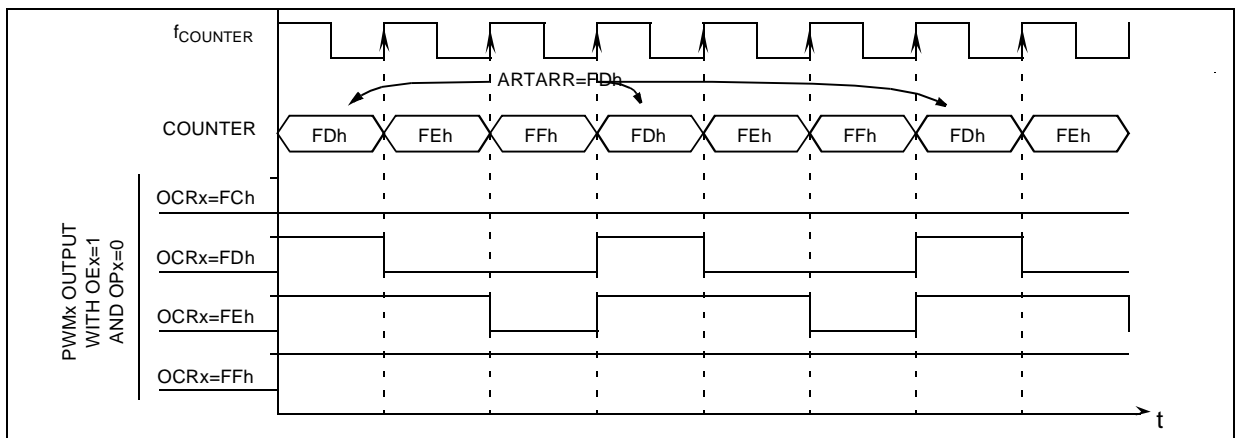 fCOUNTER
ARTARR=FDh
COUNTER
FDh FEh FFh FDh FEh FFh FDh FEh
PWMx OUTPUT
WITH OEx=1
AND OPx=0
OCRx=FCh
OCRx=FDh
OCRx=FEh
OCRx=FFh
t